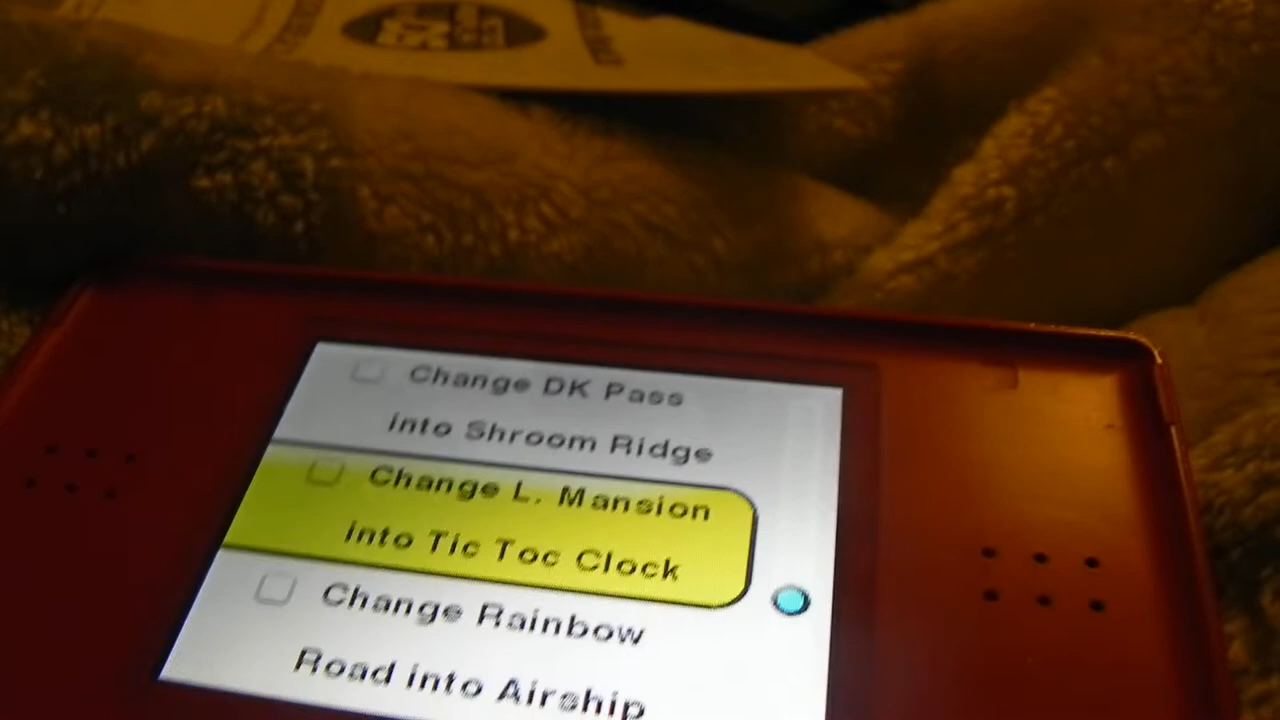 Change DK Pass
into Shroom Ridge
Change L. Mansion
into Tic Toc Clock
Change Rainbow
Road into Airship